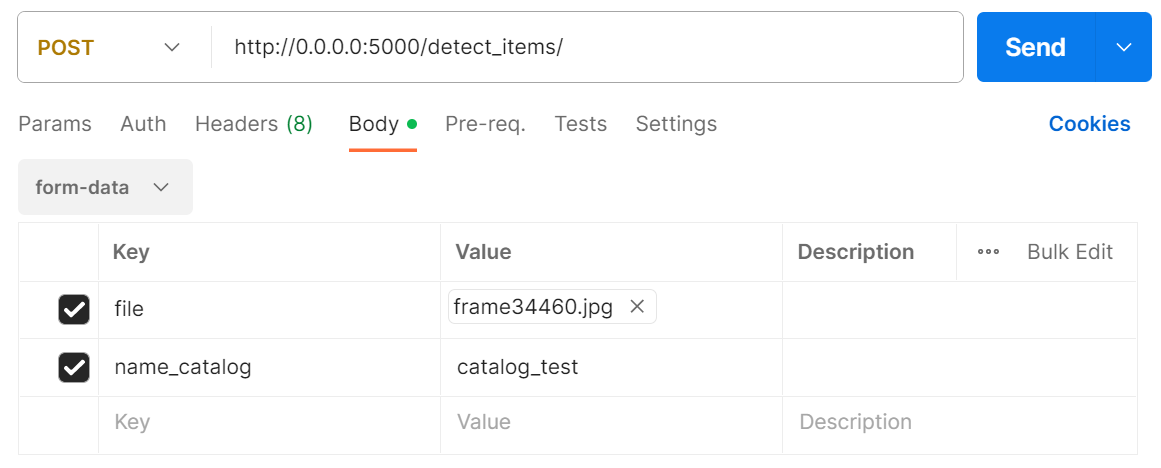 POST http://0.0.0.0:5000/detect_items/ Send
Params Auth Headers (8) Body Pre-req. Tests Settings Cookies
form-data
Key Value Description Bulk Edit
file frame34460.jpg
name_catalog catalog_test
Key Value Description